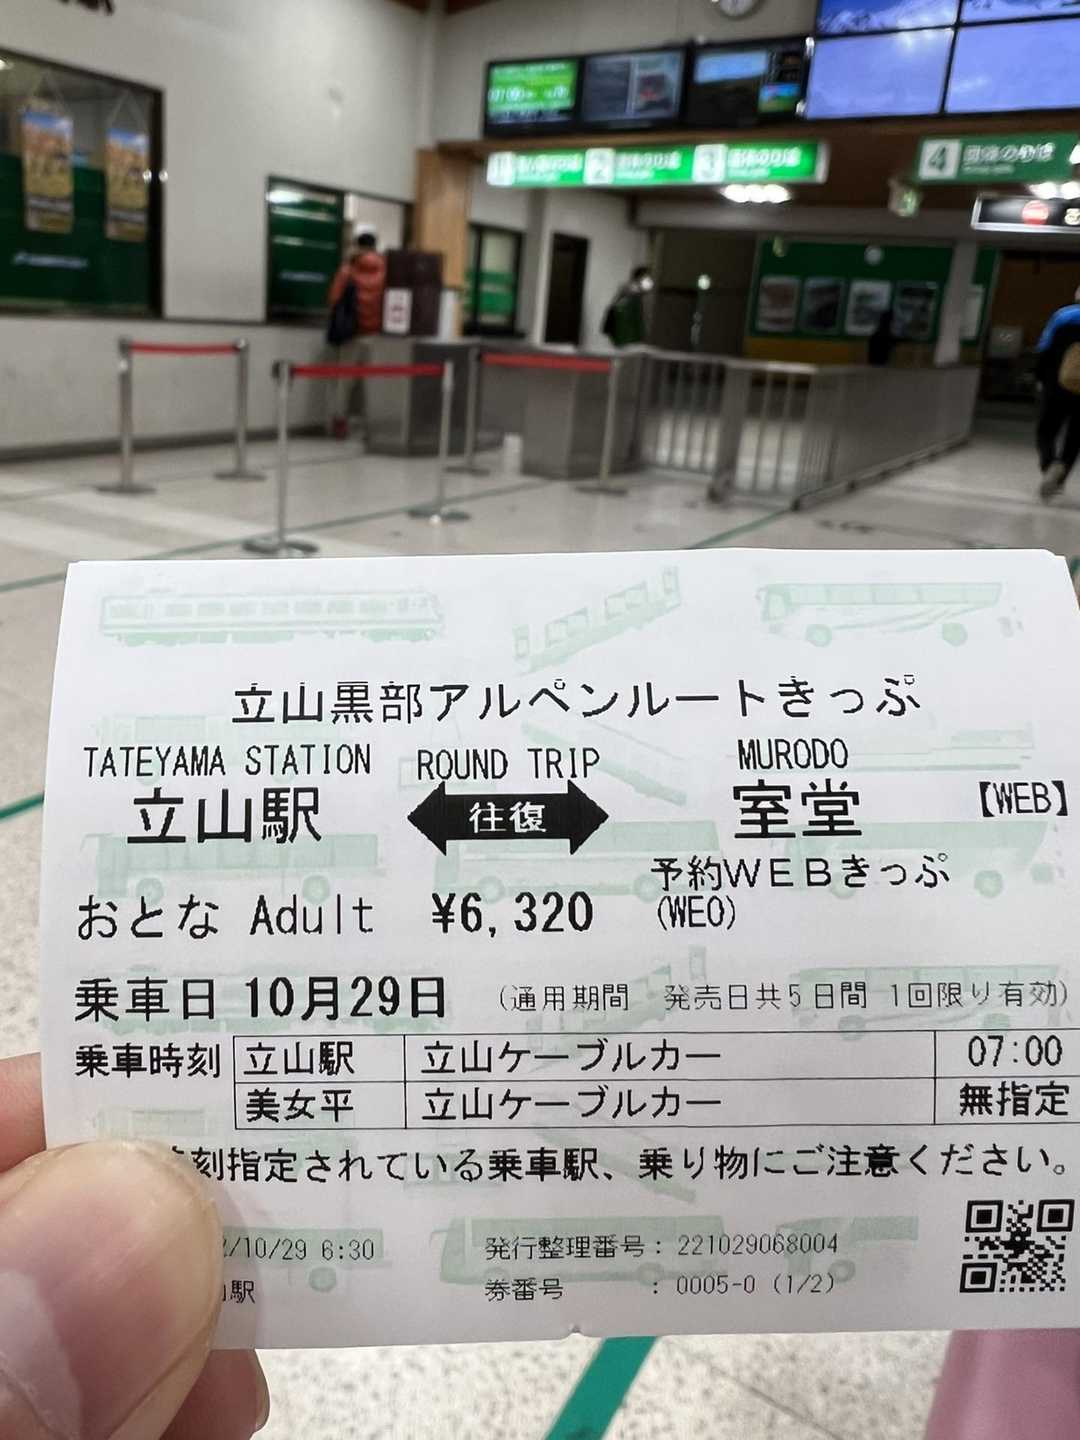 4 団体のりば
立山黒部アルペンルートきっぷ
TATEYAMA STATION ROUND TRIP MURODO
立山駅 往復 室堂 【WEB】
予約WEBきっぷ
おとな Adult ¥6,320 (WEO)
乗車日 10月29日 (通用期間 発売日共5日間 1回限り有効)
乗車時刻 立山駅 立山ケーブルカー 07:00
美女平 立山ケーブルカー 無指定
刻指定されている乗車駅、乗り物にご注意ください。
2/10/29 6:30 発行整理番号: 221029068004
駅 券番号 : 0005-0 (1/2)